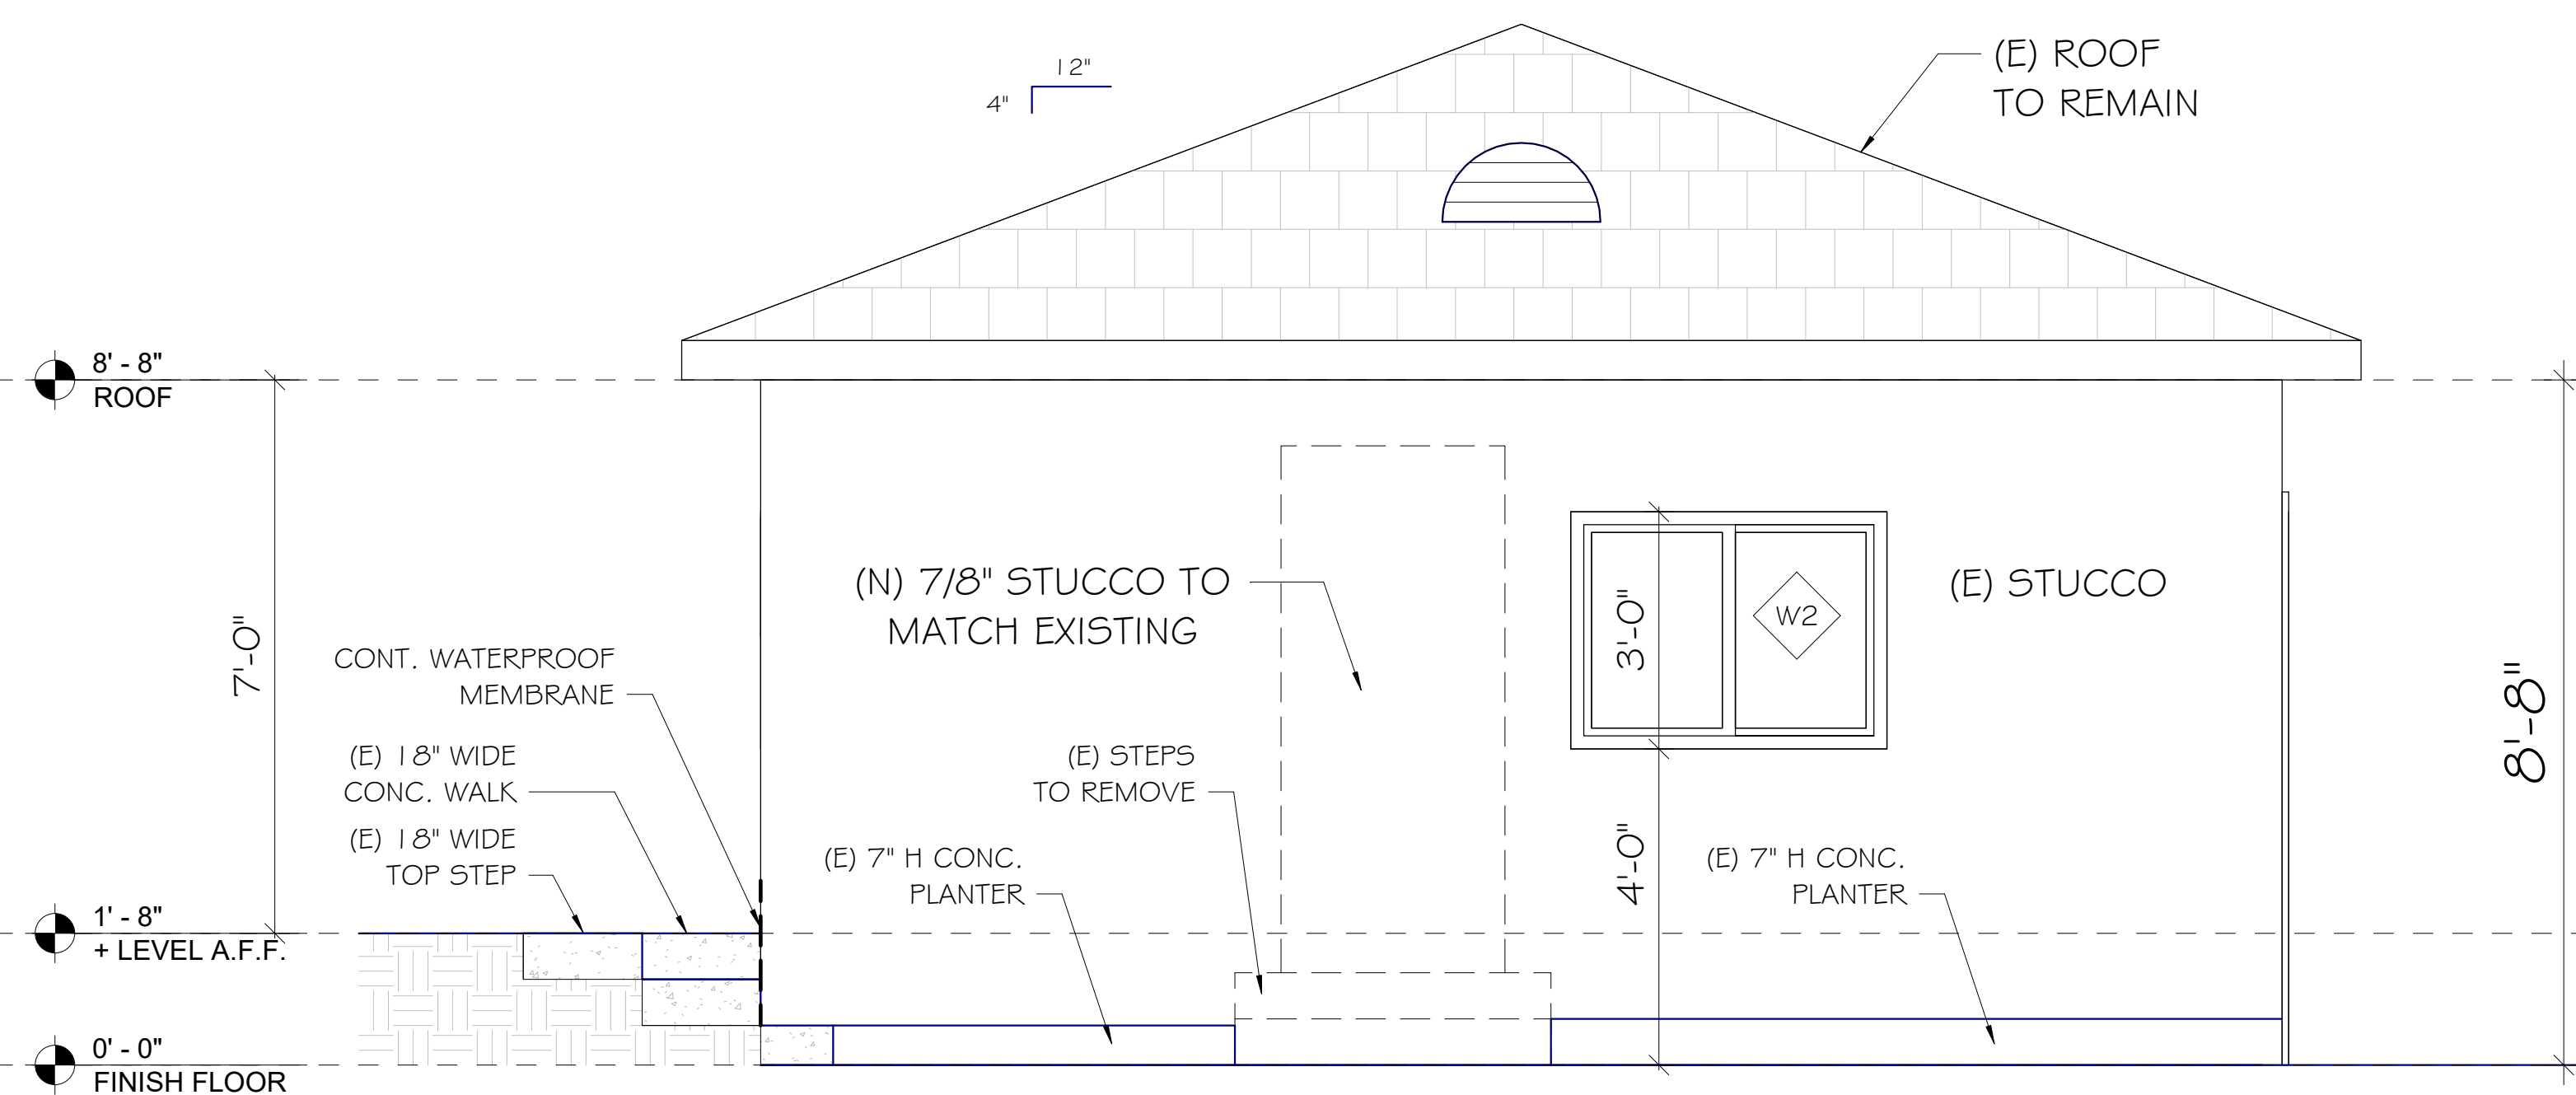 12"
4"
(E) ROOF
TO REMAIN
8' - 8"
ROOF
7'-0"
(N) 7/8" STUCCO TO
MATCH EXISTING
3'-0"
W2
(E) STUCCO
8'-8"
CONT. WATERPROOF
MEMBRANE
(E) 18" WIDE
CONC. WALK
(E) 18" WIDE
TOP STEP
(E) STEPS
TO REMOVE
(E) 7" H CONC.
PLANTER
4'-0"
(E) 7" H CONC.
PLANTER
1' - 8"
+ LEVEL A.F.F.
0' - 0"
FINISH FLOOR